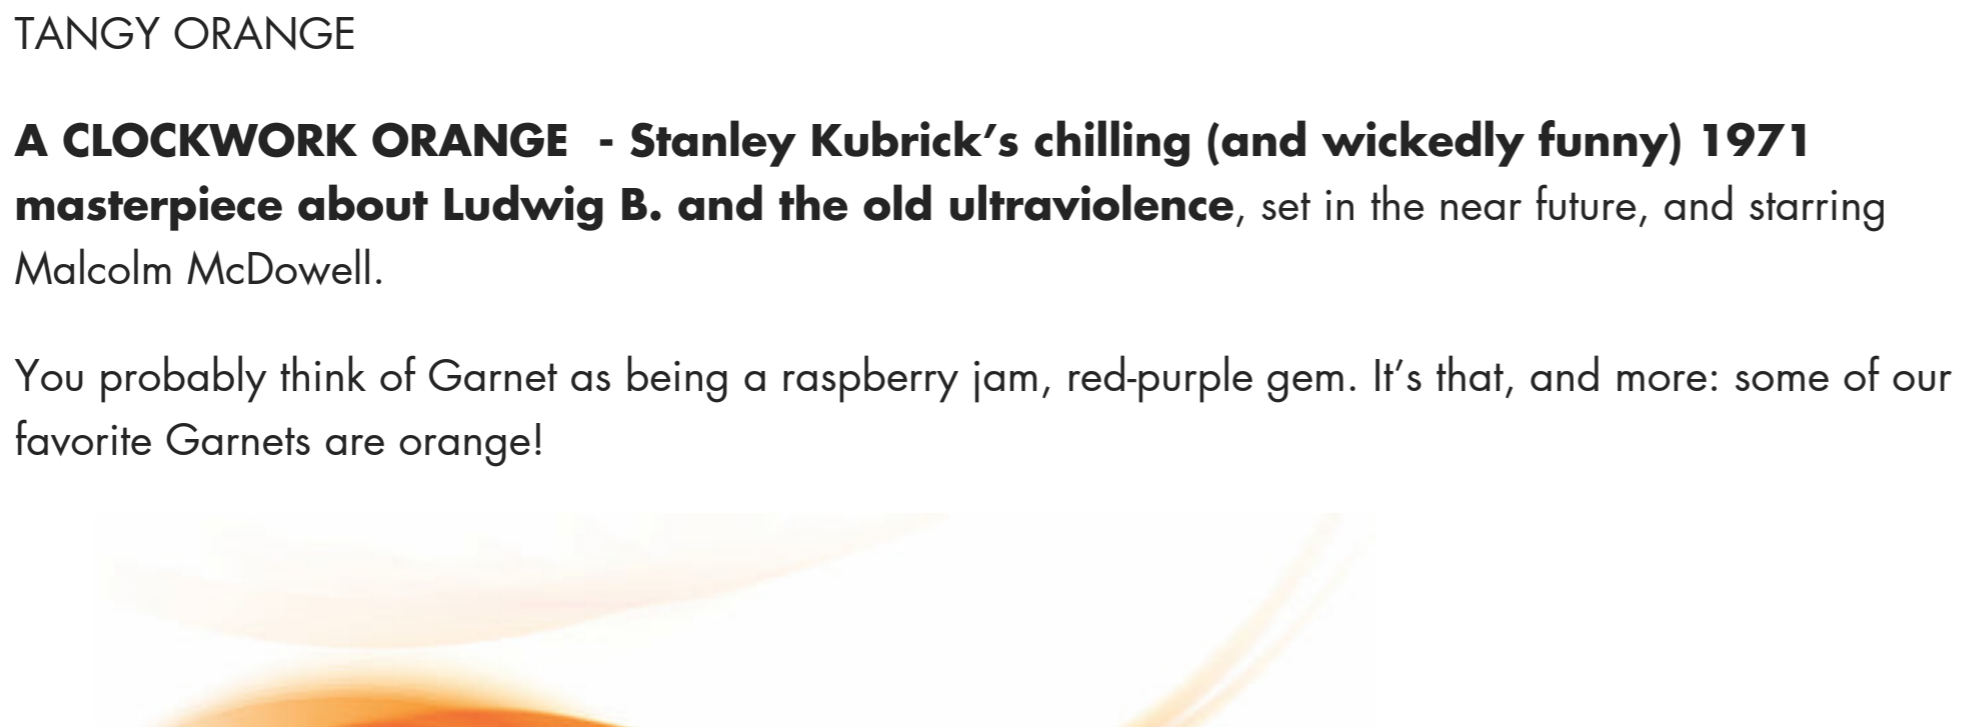 TANGY ORANGE
A CLOCKWORK ORANGE  - Stanley Kubrick’s chilling (and wickedly funny) 1971
masterpiece about Ludwig B. and the old ultraviolence, set in the near future, and starring
Malcolm McDowell.
You probably think of Garnet as being a raspberry jam, red-purple gem. It’s that, and more: some of our
favorite Garnets are orange!